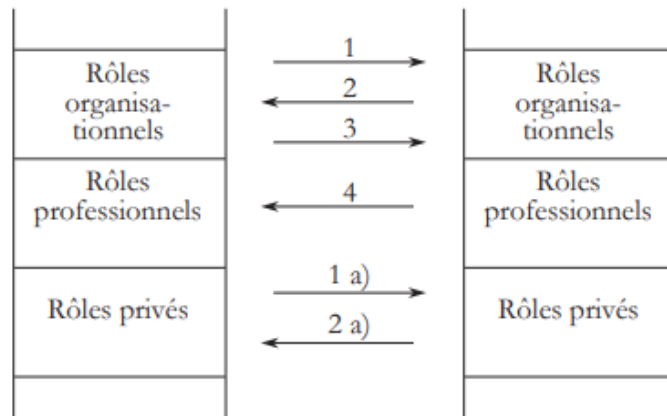 Rôles
organisa-
tionnels
Rôles
professionnels
Rôles privés
1
2
3
4
1 a)
2 a)
Rôles
organisa-
tionnels
Rôles
professionnels
Rôles privés